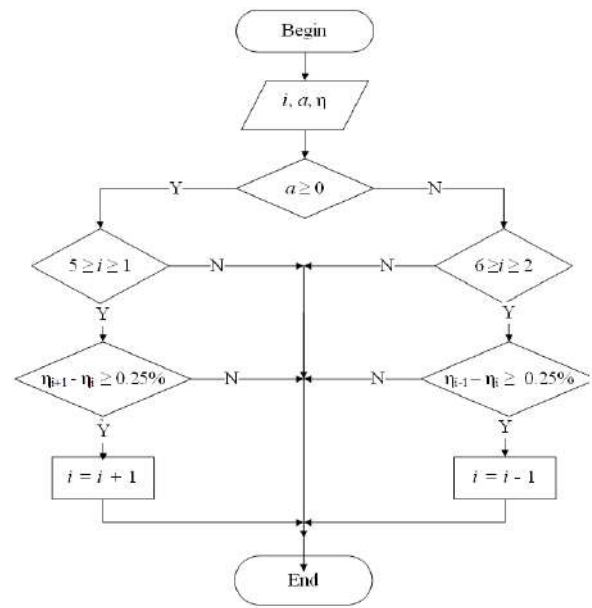 Begin
i, a, η
Y
a ≥ 0
N
5 ≥ i ≥ 1
N
N
6 ≥ i ≥ 2
Y
Y
ηi+1 - ηi ≥ 0.25%
N
N
ηi-1 – ηi ≥ 0.25%
Y
Y
i = i + 1
i = i - 1
End